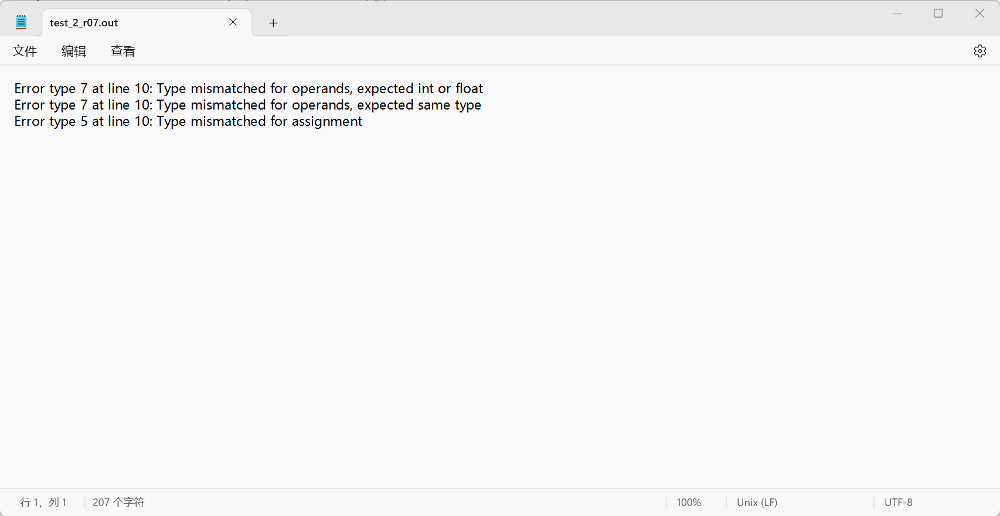 test_2_r07.out
文件 编辑 查看
Error type 7 at line 10: Type mismatched for operands, expected int or float
Error type 7 at line 10: Type mismatched for operands, expected same type
Error type 5 at line 10: Type mismatched for assignment
行 1，列 1 207 个字符 100% Unix (LF) UTF-8